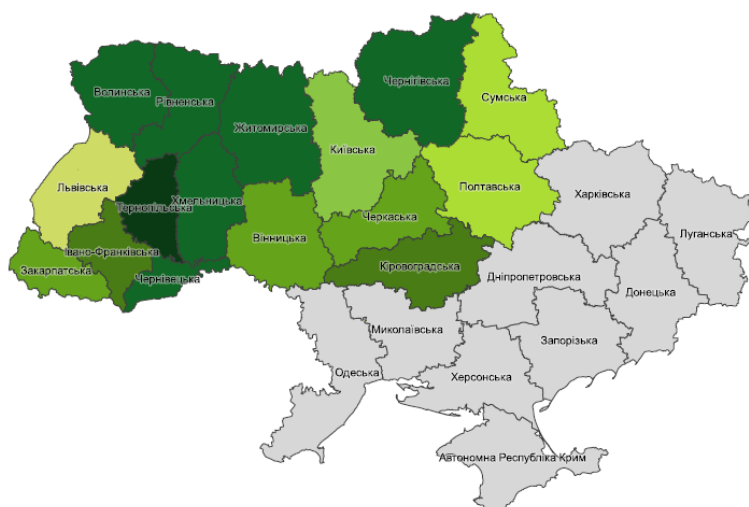 Чернігівська
Волинська
Рівненська
Сумська
Житомирська
Київська
Львівська
Тернопільська
Хмельницька
Полтавська
Харківська
Черкаська
Луганська
Вінницька
Івано-Франківська
Закарпатська
Чернівецька
Кіровоградська
Дніпропетровська
Донецька
Миколаївська
Запорізька
Одеська
Херсонська
Автономна Республіка Крим